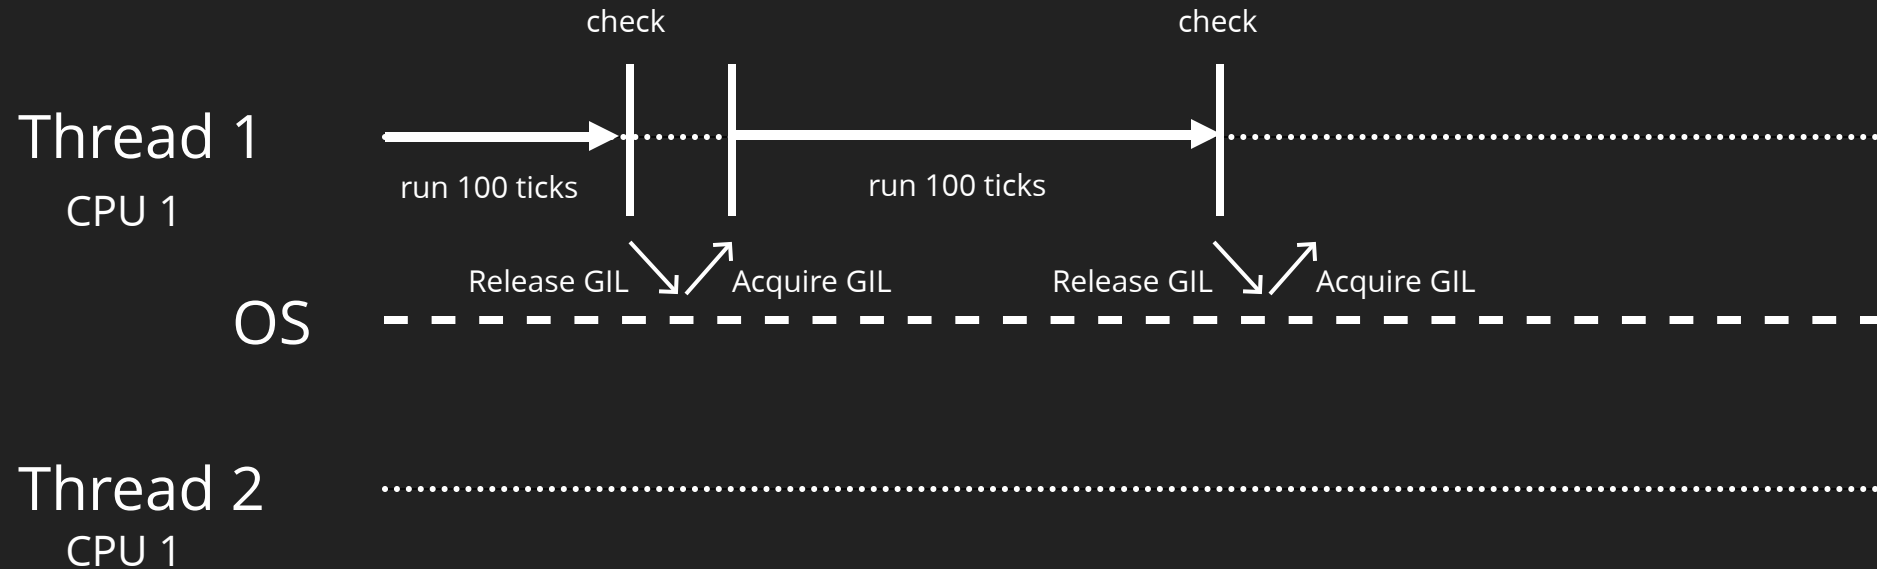 check
check
Thread 1
run 100 ticks
run 100 ticks
CPU 1
Release GIL
Acquire GIL
Release GIL
Acquire GIL
OS
Thread 2
CPU 1